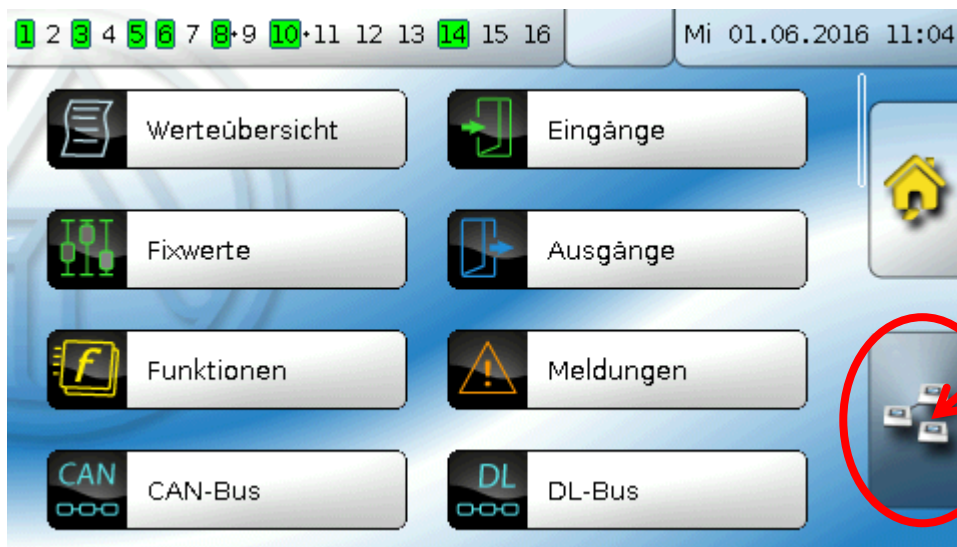 1 2 3 4 5 6 7 8+9 10+11 12 13 14 15 16 Mi 01.06.2016 11:04
Werteübersicht Eingänge
Fixwerte Ausgänge
f Funktionen Meldungen
CAN CAN-Bus DL DL-Bus